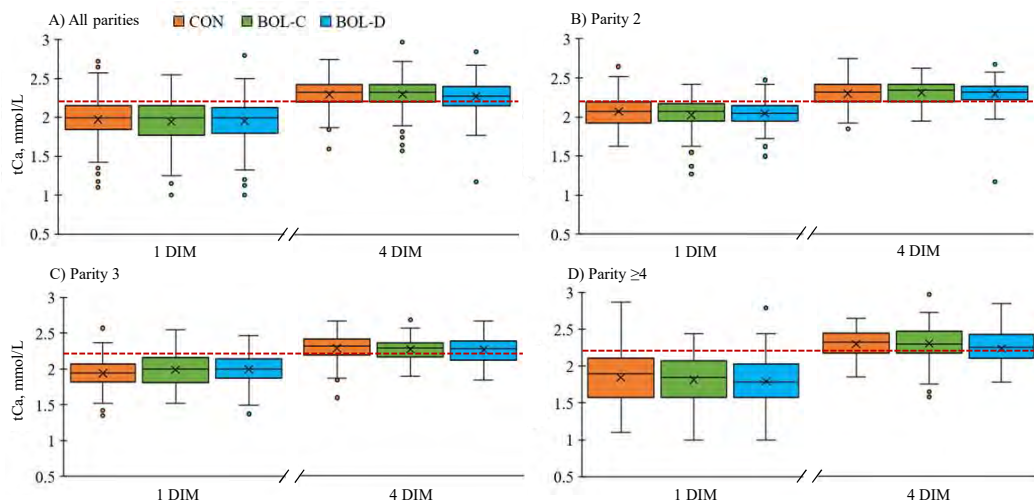 A) All parities
CON BOL-C BOL-D
tCa, mmol/L
3
2.5
2
1.5
1
0.5
1 DIM
4 DIM
B) Parity 2
3
2.5
2
1.5
1
0.5
1 DIM
4 DIM
C) Parity 3
tCa, mmol/L
3
2.5
2
1.5
1
0.5
1 DIM
4 DIM
D) Parity ≥4
3
2.5
2
1.5
1
0.5
1 DIM
4 DIM